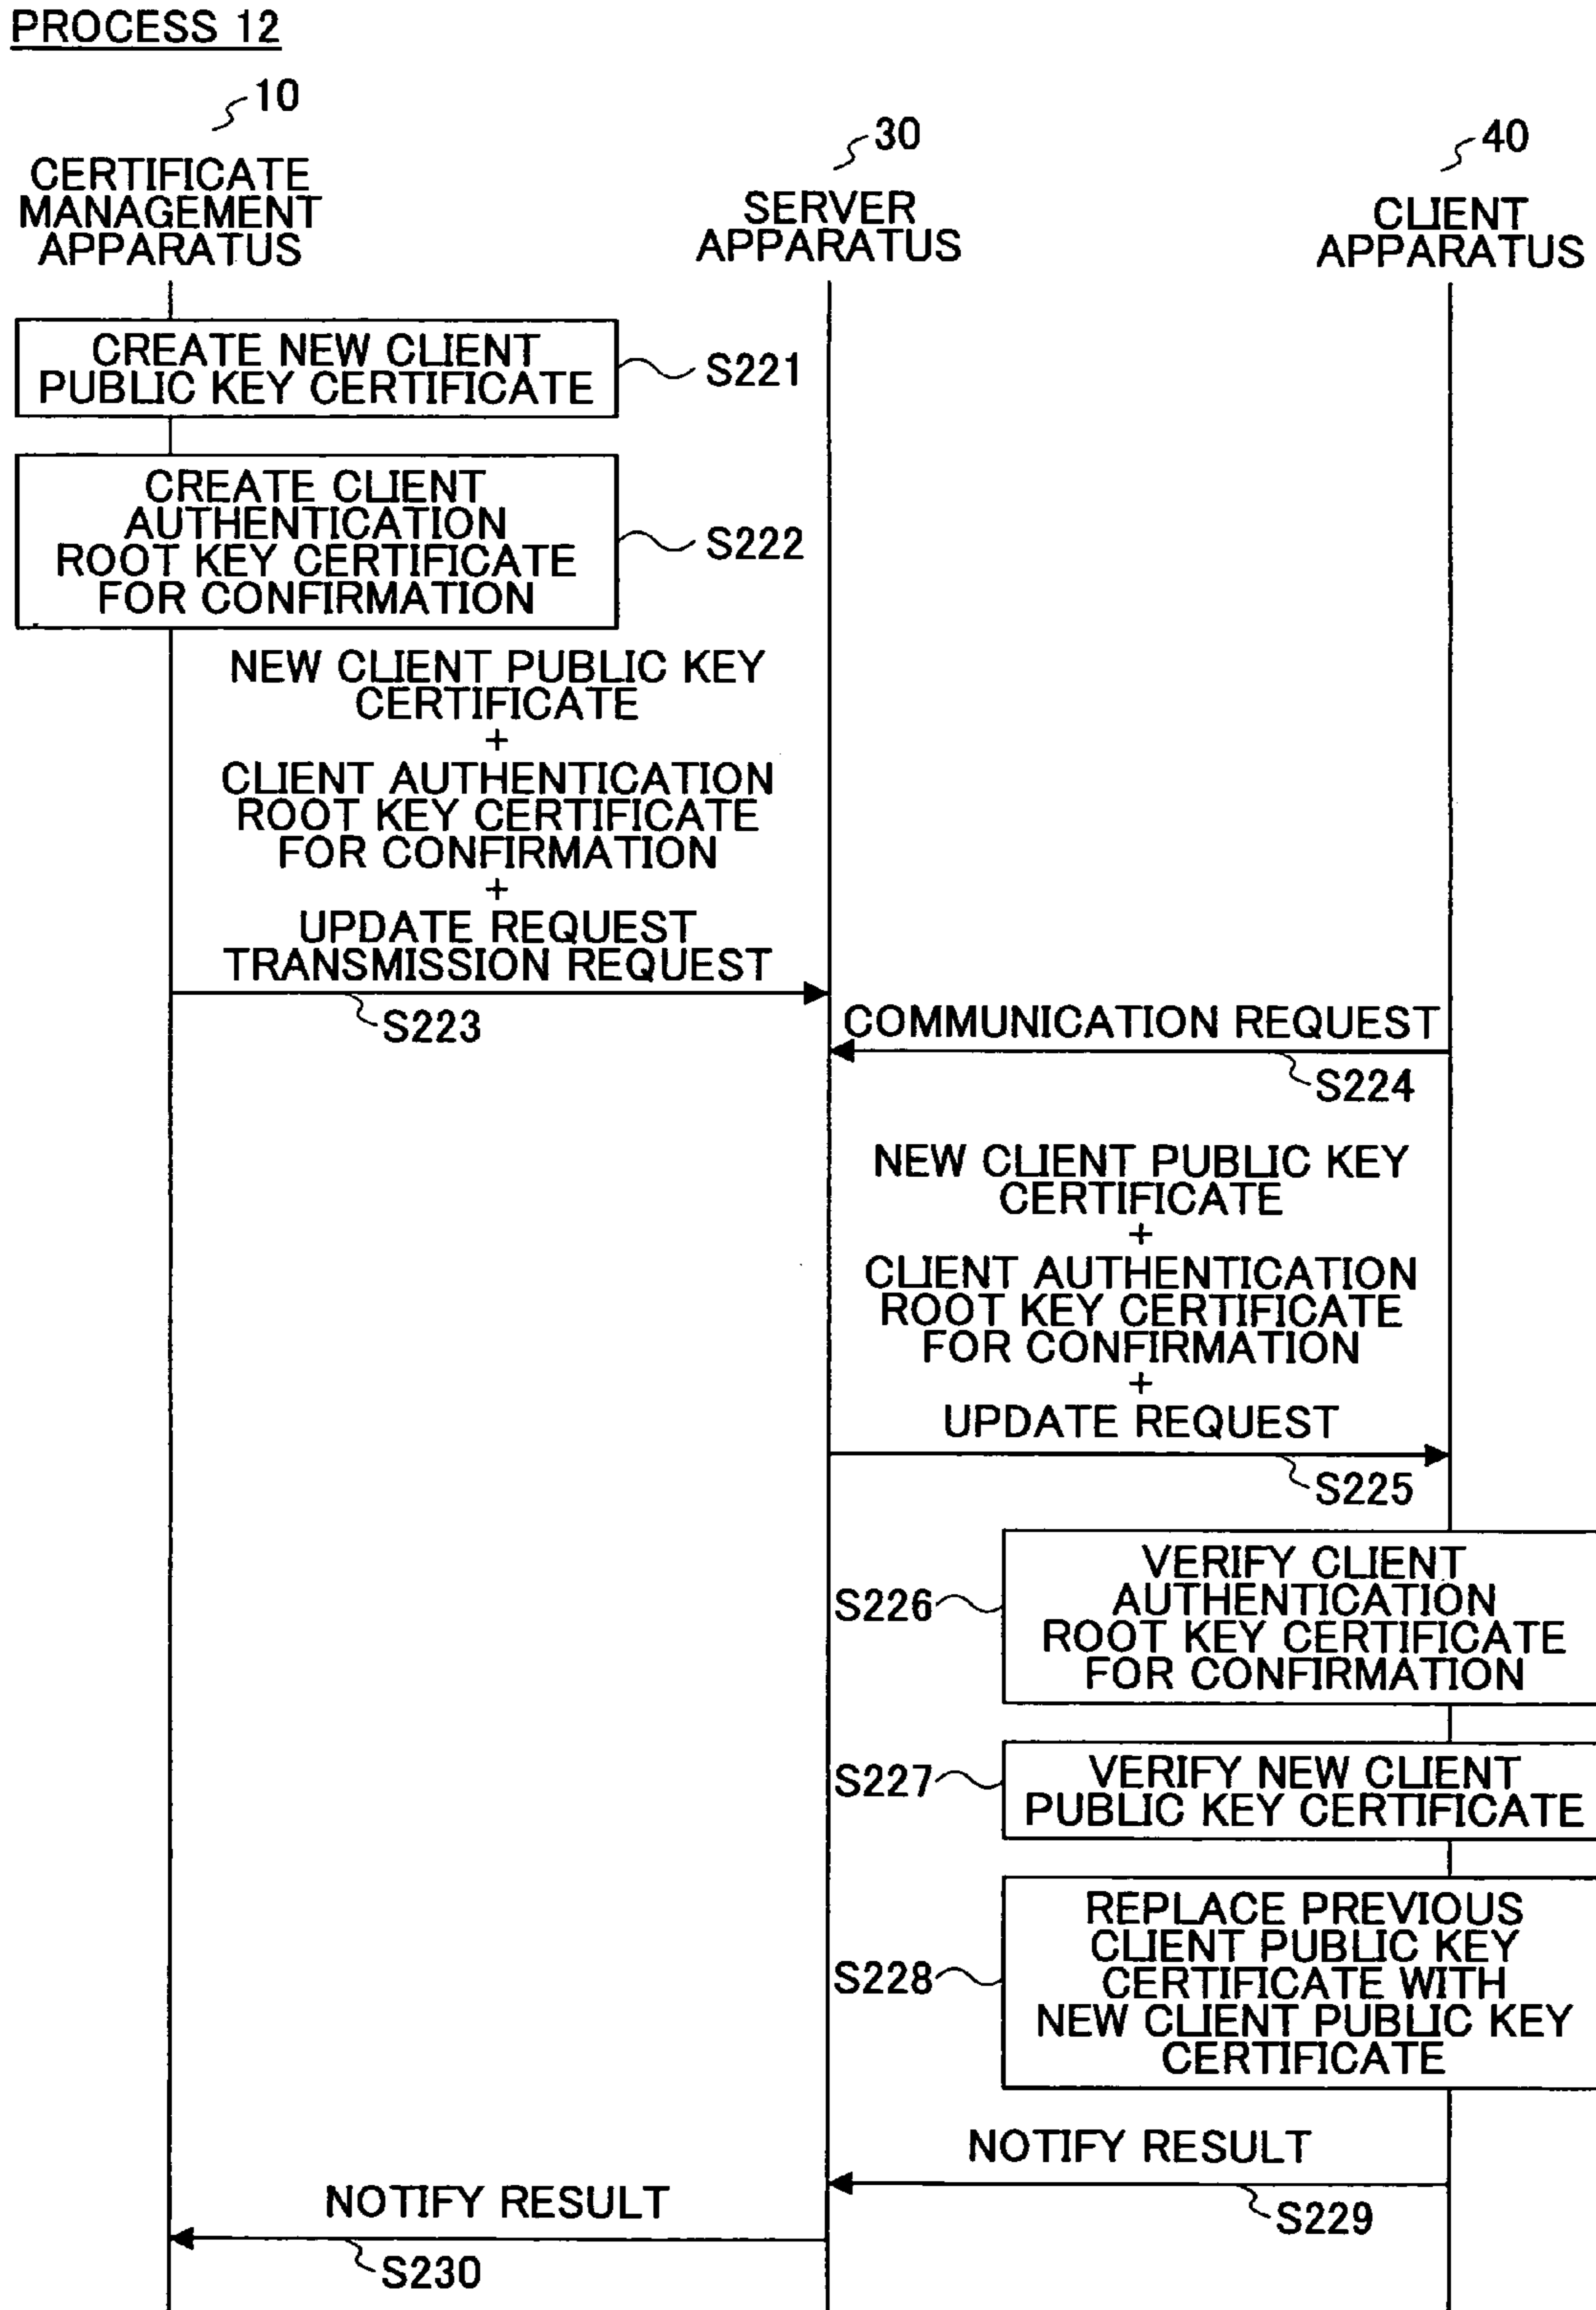 PROCESS 12
10
CERTIFICATE
MANAGEMENT
APPARATUS
30
SERVER
APPARATUS
40
CLIENT
APPARATUS
CREATE NEW CLIENT
PUBLIC KEY CERTIFICATE
S221
CREATE CLIENT
AUTHENTICATION
ROOT KEY CERTIFICATE
FOR CONFIRMATION
S222
NEW CLIENT PUBLIC KEY
CERTIFICATE
+
CLIENT AUTHENTICATION
ROOT KEY CERTIFICATE
FOR CONFIRMATION
+
UPDATE REQUEST
TRANSMISSION REQUEST
S223
COMMUNICATION REQUEST
S224
NEW CLIENT PUBLIC KEY
CERTIFICATE
+
CLIENT AUTHENTICATION
ROOT KEY CERTIFICATE
FOR CONFIRMATION
+
UPDATE REQUEST
S225
S226
VERIFY CLIENT
AUTHENTICATION
ROOT KEY CERTIFICATE
FOR CONFIRMATION
S227
VERIFY NEW CLIENT
PUBLIC KEY CERTIFICATE
S228
REPLACE PREVIOUS
CLIENT PUBLIC KEY
CERTIFICATE WITH
NEW CLIENT PUBLIC KEY
CERTIFICATE
NOTIFY RESULT
S229
NOTIFY RESULT
S230